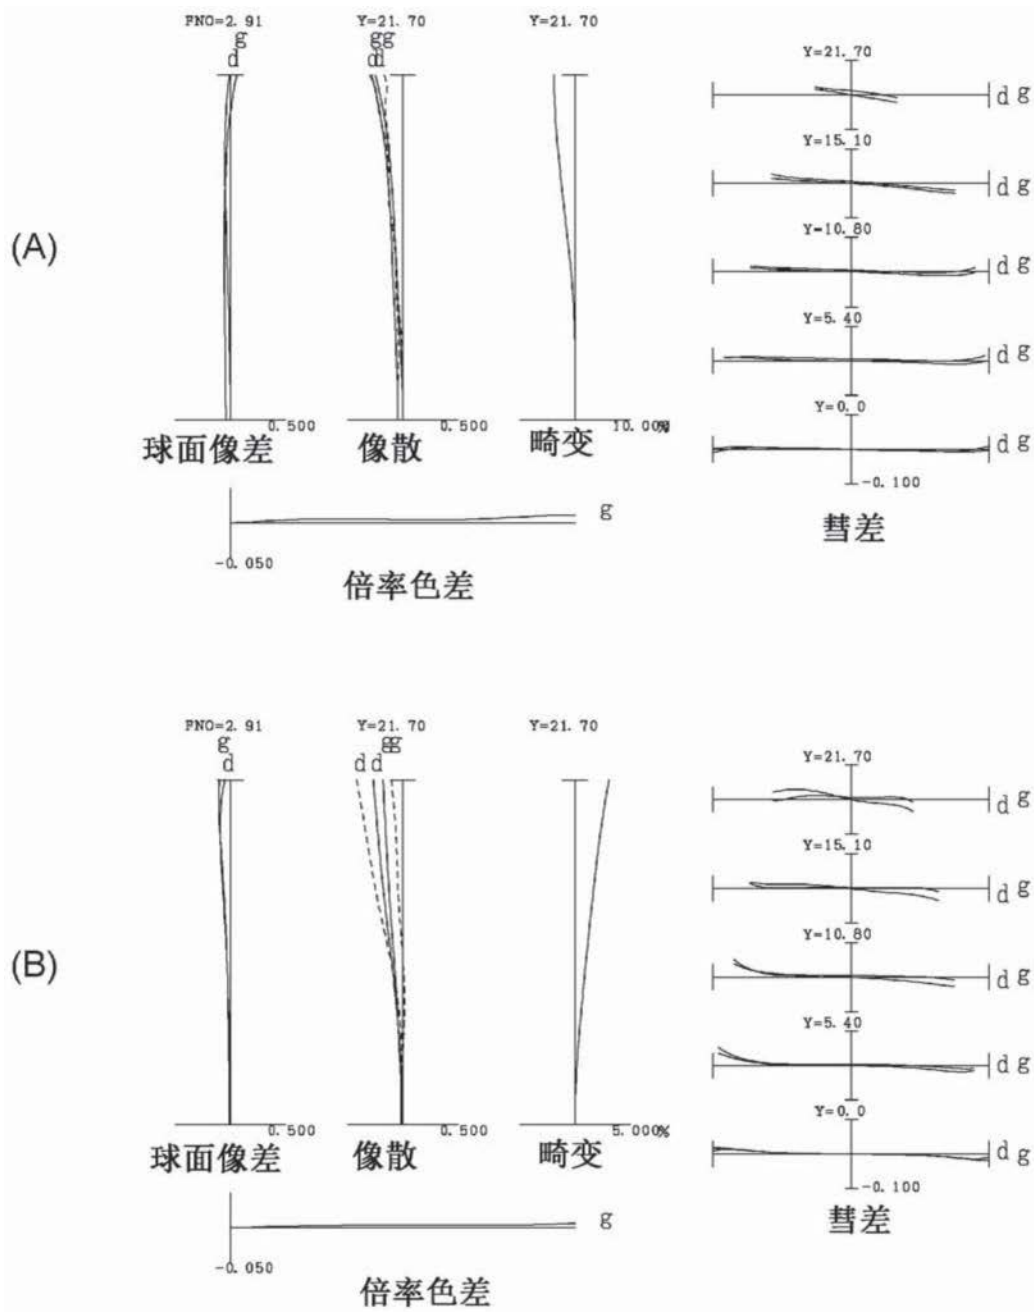 (A)
FNO=2.91
g
d
Y=21.70
gg
dd
Y=21.70
0.500
球面像差
0.500
像散
10.00%
畸变
g
-0.050
倍率色差
Y=21.70
d g
Y=15.10
d g
Y=10.80
d g
Y=5.40
d g
Y=0.0
d g
-0.100
彗差
(B)
FNO=2.91
g
d
Y=21.70
gg
d d
Y=21.70
0.500
球面像差
0.500
像散
5.000%
畸变
g
-0.050
倍率色差
Y=21.70
d g
Y=15.10
d g
Y=10.80
d g
Y=5.40
d g
Y=0.0
d g
-0.100
彗差